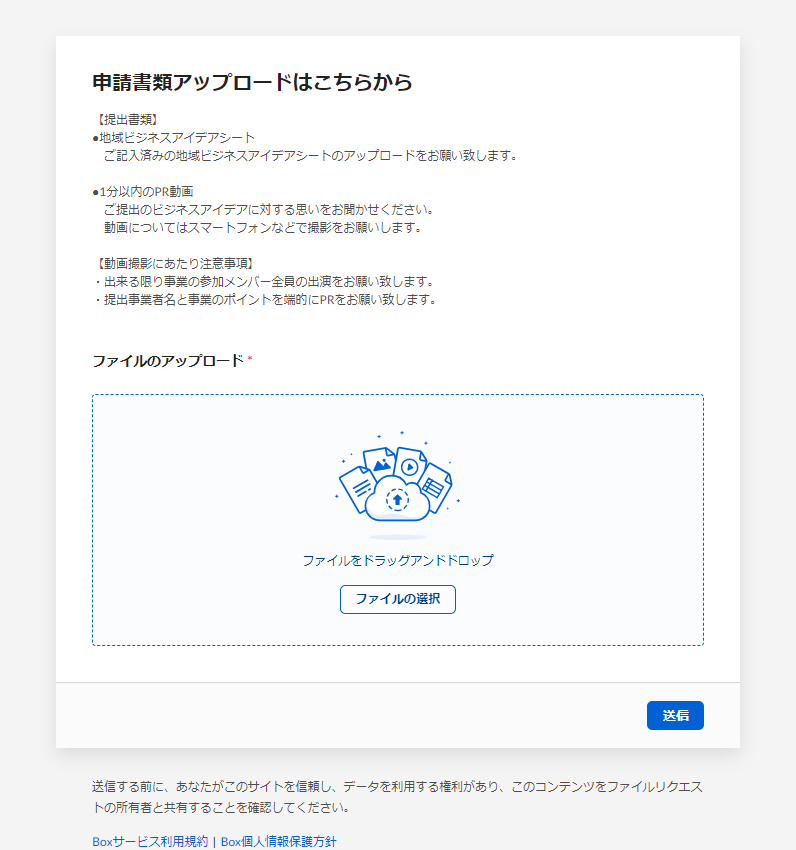 申請書類アップロードはこちらから
【提出書類】
●地域ビジネスアイデアシート
ご記入済みの地域ビジネスアイデアシートのアップロードをお願い致します。
●1分以内のPR動画
ご提出のビジネスアイデアに対する思いをお聞かせください。
動画についてはスマートフォンなどで撮影をお願いします。
【動画撮影にあたり注意事項】
・出来る限り事業の参加メンバー全員の出演をお願い致します。
・提出事業者名と事業のポイントを端的にPRをお願い致します。
ファイルのアップロード *
ファイルをドラッグアンドドロップ
ファイルの選択
送信
送信する前に、あなたがこのサイトを信頼し、データを利用する権利があり、このコンテンツをファイルリクエス
トの所有者と共有することを確認してください。
Boxサービス利用規約 | Box個人情報保護方針